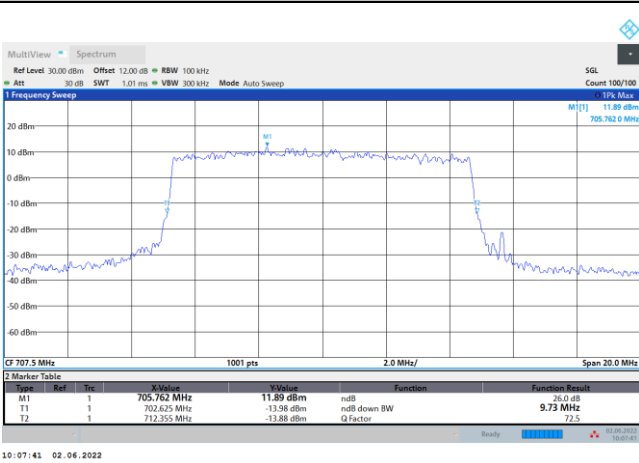 MultiView Spectrum
Ref Level 30.00 dBm Offset 12.00 dB RBW 100 kHz SGL
Att 30 dB SWT 1.01 ms VBW 300 kHz Mode Auto Sweep Count 100/100
1 Frequency Sweep 1Pk Max
M1[1] 11.89 dBm
705.762 0 MHz
20 dBm
M1
10 dBm
0 dBm
-10 dBm
T1 T2
-20 dBm
-30 dBm
-40 dBm
-50 dBm
-60 dBm
CF 707.5 MHz 1001 pts 2.0 MHz/ Span 20.0 MHz
2 Marker Table
Type Ref Trc X-Value Y-Value Function Function Result
M1 1 705.762 MHz 11.89 dBm ndB 26.0 dB
T1 1 702.625 MHz -13.98 dBm ndB down BW 9.73 MHz
T2 1 712.355 MHz -13.88 dBm Q Factor 72.5
Ready 02.06.2022
10:07:41
10:07:41 02.06.2022